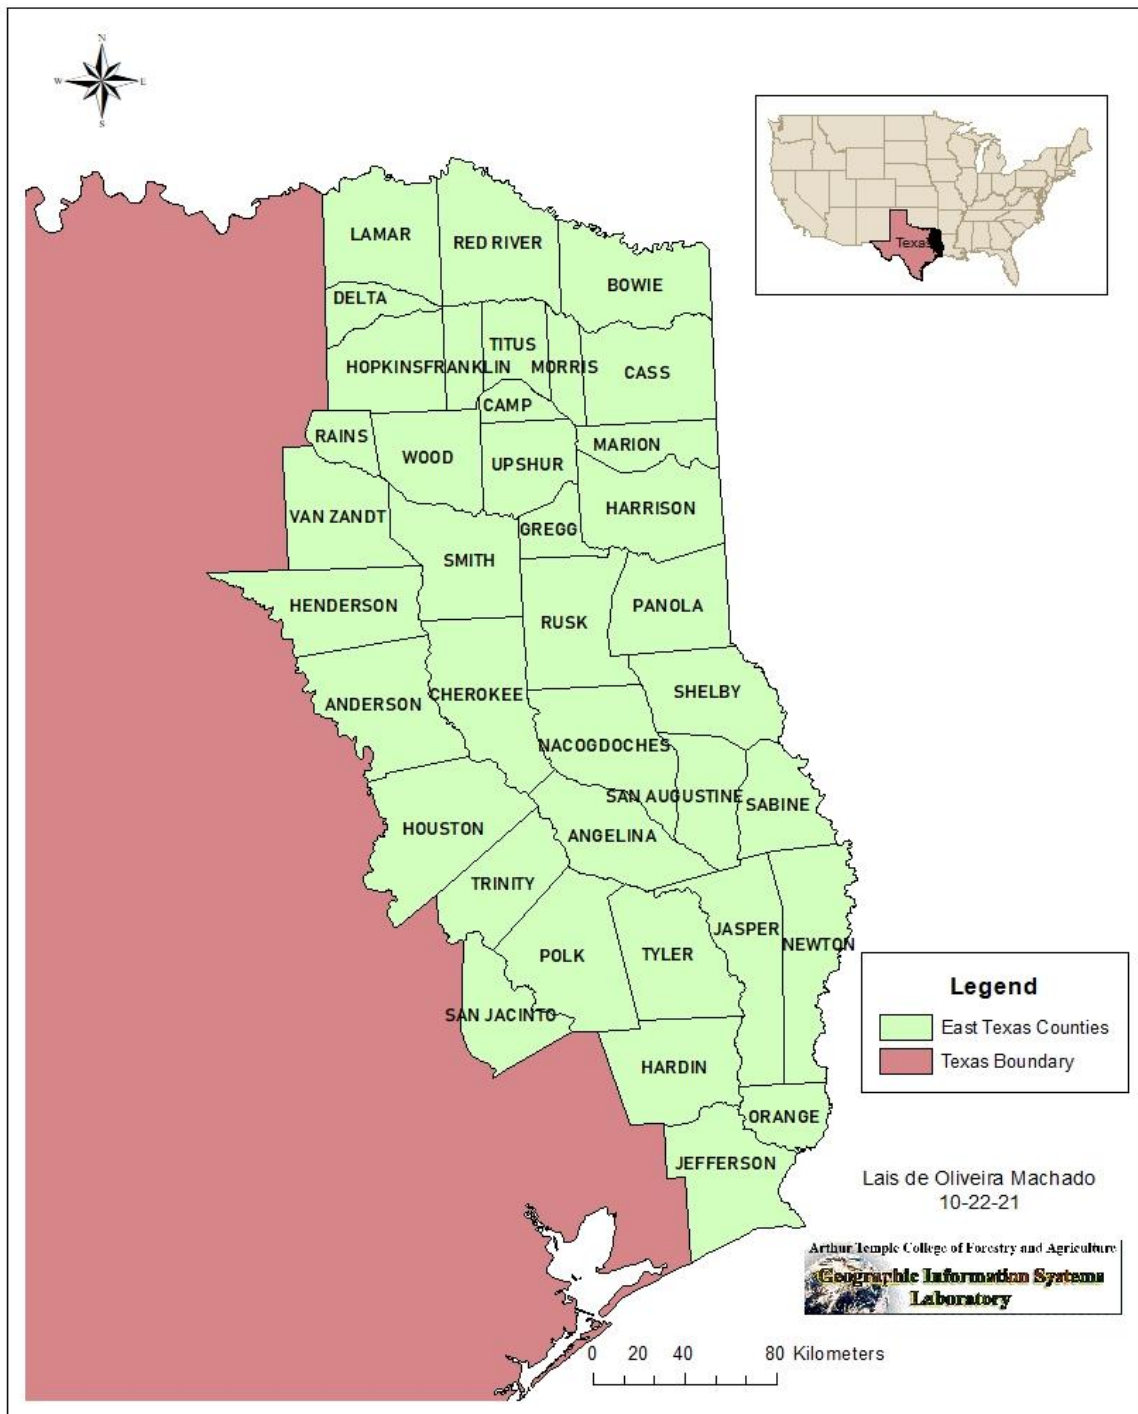 N
W E
S
Texas
LAMAR
RED RIVER
BOWIE
DELTA
TITUS
HOPKINS FRANKLIN MORRIS
CASS
CAMP
RAINS
WOOD
MARION
UPSHUR
HARRISON
VAN ZANDT
GREGG
SMITH
HENDERSON
RUSK
PANOLA
SHELBY
ANDERSON
CHEROKEE
NACOGDOCHES
SAN AUGUSTINE
SABINE
HOUSTON
ANGELINA
TRINITY
JASPER
NEWTON
POLK
TYLER
SAN JACINTO
HARDIN
ORANGE
JEFFERSON
Legend
East Texas Counties
Texas Boundary
Lais de Oliveira Machado
10-22-21
Arthur Temple College of Forestry and Agriculture
Geographic Information Systems
Laboratory
0 20 40 80 Kilometers